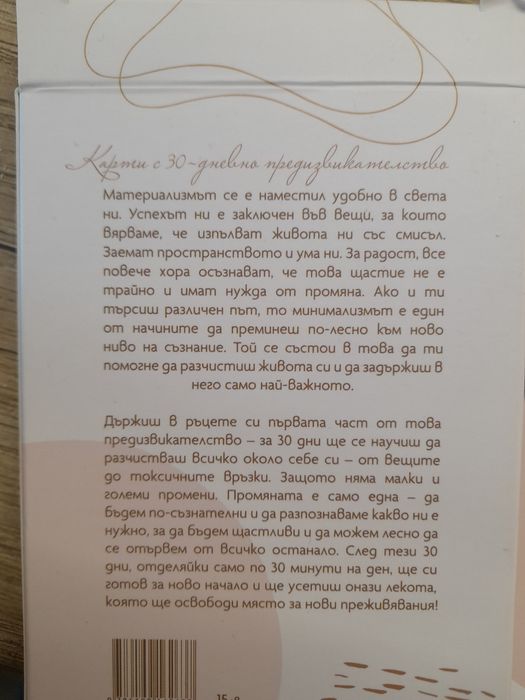 Карти с 30-дневно предизвикателство
Материализмът се е наместил удобно в света
ни. Успехът ни е заключен във вещи, за които
вярваме, че изпълват живота ни със смисъл.
Заемат пространството и ума ни. За радост, все
повече хора осъзнават, че това щастие не е
трайно и имат нужда от промяна. Ако и ти
търсиш различен път, то минимализмът е един
от начините да преминеш по-лесно към ново
ниво на съзнание. Той се състои в това да ти
помогне да разчистиш живота си и да задържиш в
него само най-важното.
Държиш в ръцете си първата част от това
предизвикателство – за 30 дни ще се научиш да
разчистваш всичко около себе си – от вещите
до токсичните връзки. Защото няма малки и
големи промени. Промяната е само една – да
бъдем по-съзнателни и да разпознаваме какво ни е
нужно, за да бъдем щастливи и да можем лесно да
се отървем от всичко останало. След тези 30
дни, отделяйки само по 30 минути на ден, ще си
готов за ново начало и ще усетиш онази лекота,
която ще освободи място за нови преживявания!